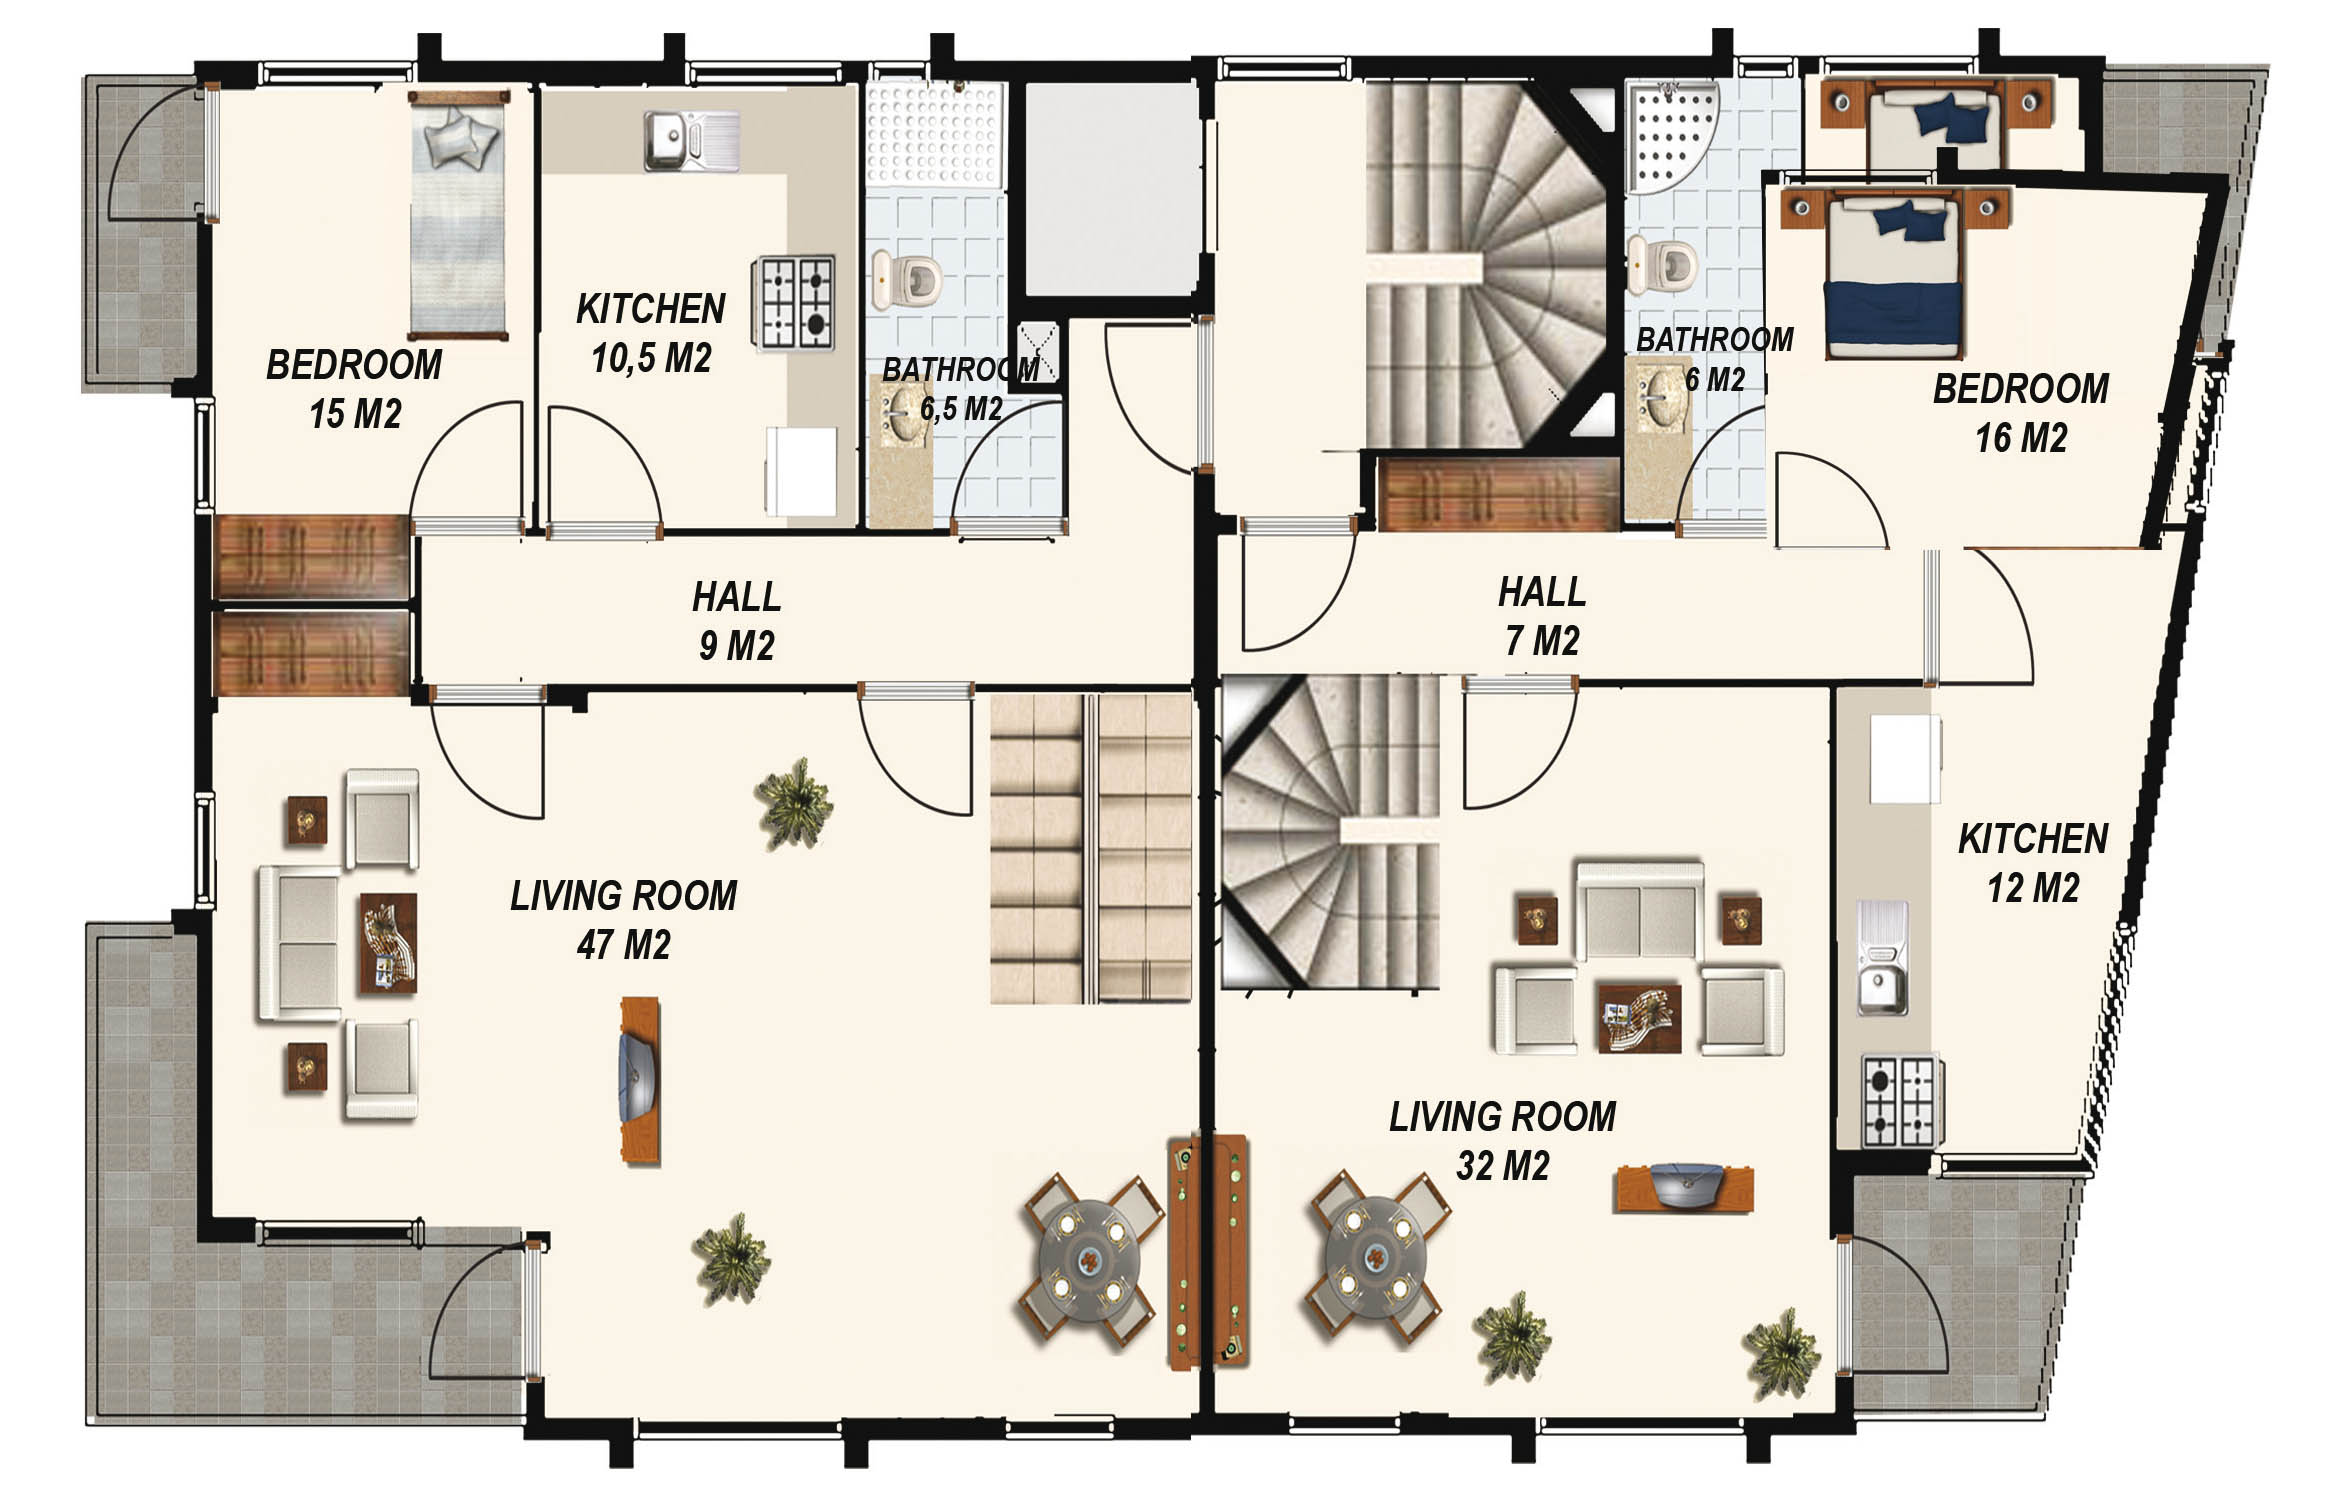 BEDROOM
15 M2
KITCHEN
10,5 M2
BATHROOM
6,5 M2
HALL
9 M2
LIVING ROOM
47 M2
BATHROOM
6 M2
BEDROOM
16 M2
HALL
7 M2
KITCHEN
12 M2
LIVING ROOM
32 M2